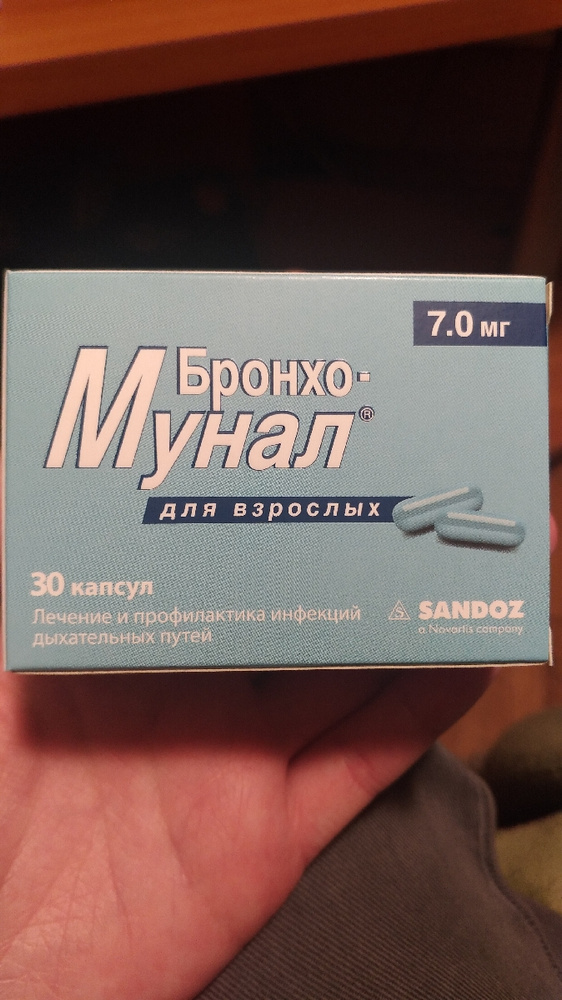 7.0 мг
Бронхо-
Мунал®
для взрослых
30 капсул
Лечение и профилактика инфекций
дыхательных путей
SANDOZ
a Novartis company